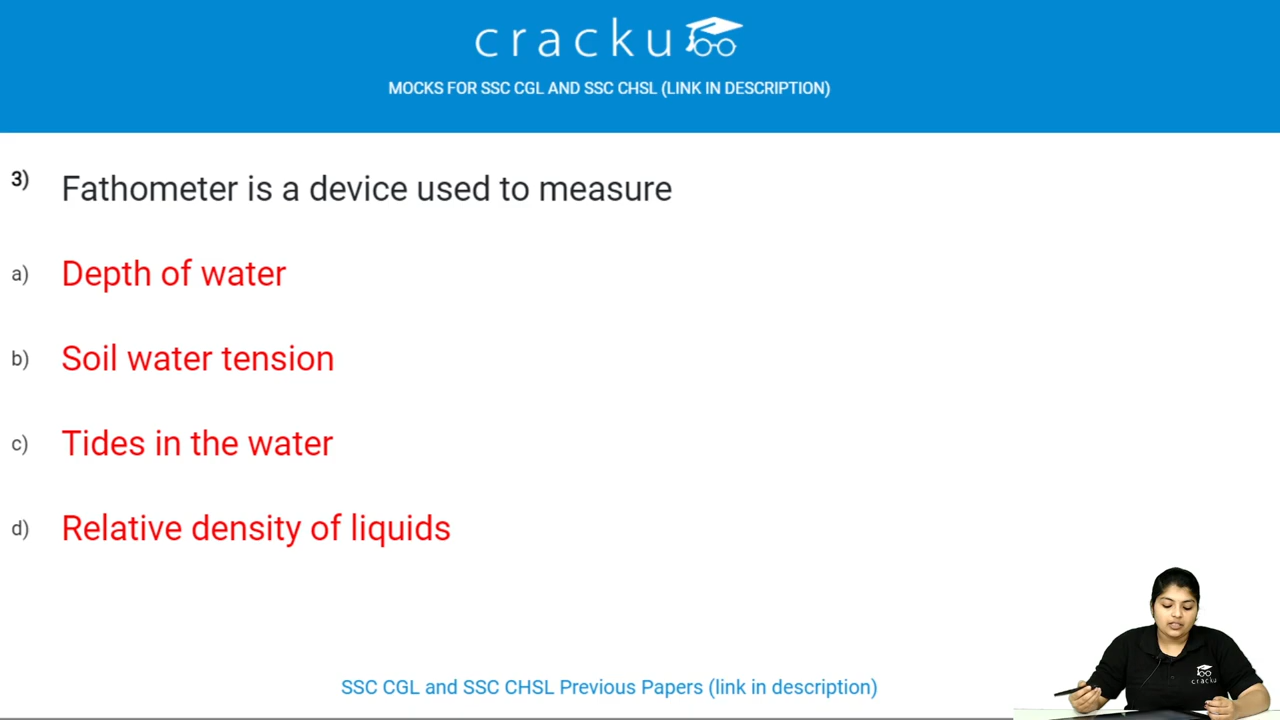 cracku
MOCKS FOR SSC CGL AND SSC CHSL (LINK IN DESCRIPTION)
3) Fathometer is a device used to measure
a) Depth of water
b) Soil water tension
c) Tides in the water
d) Relative density of liquids
cracku
SSC CGL and SSC CHSL Previous Papers (link in description)